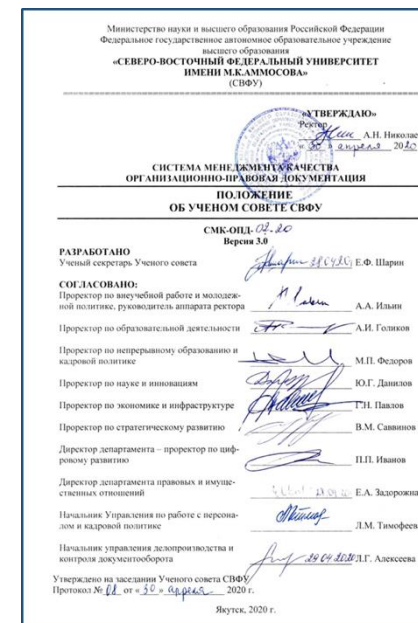 Министерство науки и высшего образования Российской Федерации
Федеральное государственное автономное образовательное учреждение
высшего образования
«СЕВЕРО-ВОСТОЧНЫЙ ФЕДЕРАЛЬНЫЙ УНИВЕРСИТЕТ
ИМЕНИ М.К.АММОСОВА»
(СВФУ)
«УТВЕРЖДАЮ»
Ректор
А.Н. Николае
« 30 » апреля 2020
СИСТЕМА МЕНЕДЖМЕНТА КАЧЕСТВА
ОРГАНИЗАЦИОННО-ПРАВОВАЯ ДОКУМЕНТАЦИЯ
ПОЛОЖЕНИЕ
ОБ УЧЕНОМ СОВЕТЕ СВФУ
СМК-ОПД-
Версия 3.0
РАЗРАБОТАНО
Ученый секретарь Ученого совета Е.Ф. Шарин
СОГЛАСОВАНО:
Проректор по внеучебной работе и молодеж-
ной политике, руководитель аппарата ректора А.А. Ильин
Проректор по образовательной деятельности А.И. Голиков
Проректор по непрерывному образованию и
кадровой политике М.П. Федоров
Проректор по науке и инновациям Ю.Г. Данилов
Проректор по экономике и инфраструктуре Г.Н. Павлов
Проректор по стратегическому развитию В.М. Саввинов
Директор департамента – проректор по циф-
ровому развитию П.П. Иванов
Директор департамента правовых и имуще-
ственных отношений Е.А. Задорожна
Начальник Управления по работе с персона-
лом и кадровой политике Л.М. Тимофеев
Начальник управления делопроизводства и
контроля документооборота 29 04 2020 Л.Г. Алексеева
Утверждено на заседании Ученого совета СВФУ
Протокол № 08 от « 30 » апреля 2020 г.
Якутск, 2020 г.